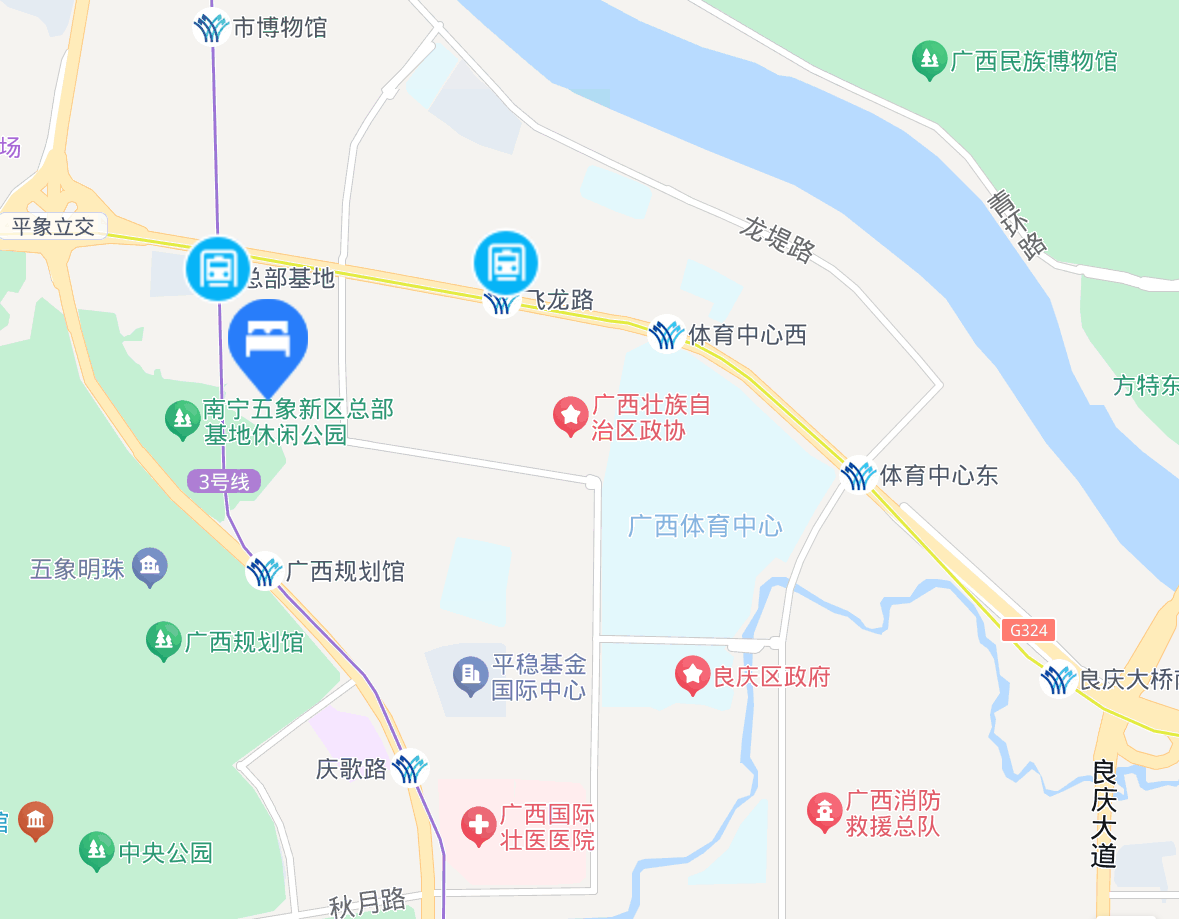 市博物馆
广西民族博物馆
场
青环路
平象立交
龙堤路
总部基地
飞龙路
体育中心西
方特东
南宁五象新区总部
基地休闲公园
广西壮族自
治区政协
3号线
体育中心东
广西体育中心
五象明珠
广西规划馆
G324
广西规划馆
平稳基金
国际中心
良庆区政府
良庆大桥南
庆歌路
良庆大道
广西国际
壮医医院
广西消防
救援总队
馆
中央公园
秋月路